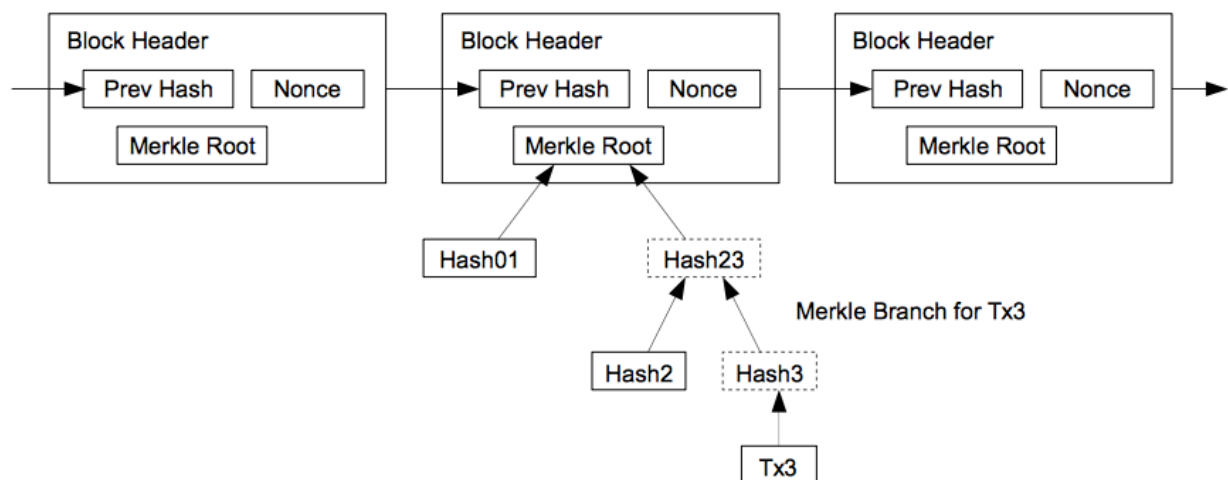 Block Header
Block Header
Block Header
Prev Hash
Nonce
Prev Hash
Nonce
Prev Hash
Nonce
Merkle Root
Merkle Root
Merkle Root
Hash01
Hash23
Merkle Branch for Tx3
Hash2
Hash3
Tx3